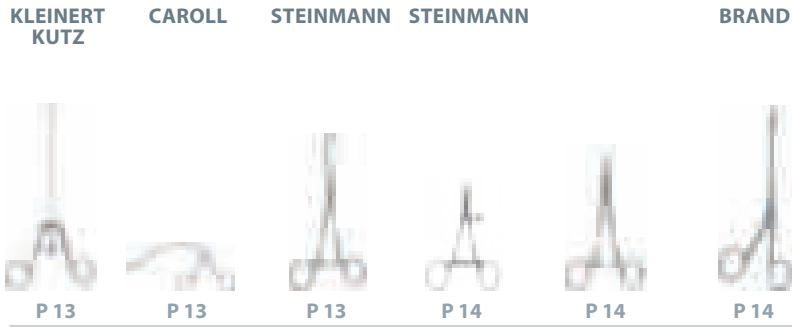 KLEINERT KUTZ
CAROLL
STEINMANN
STEINMANN
BRAND
P 13
P 13
P 13
P 14
P 14
P 14